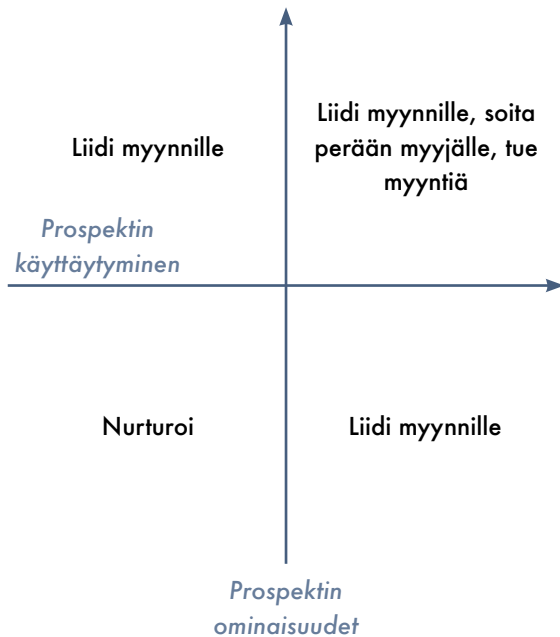 Liidi myynnille
Liidi myynnille, soita
perään myyjälle, tue
myyntiä
Prospektin
käyttäytyminen
Nurturoi
Liidi myynnille
Prospektin
ominaisuudet